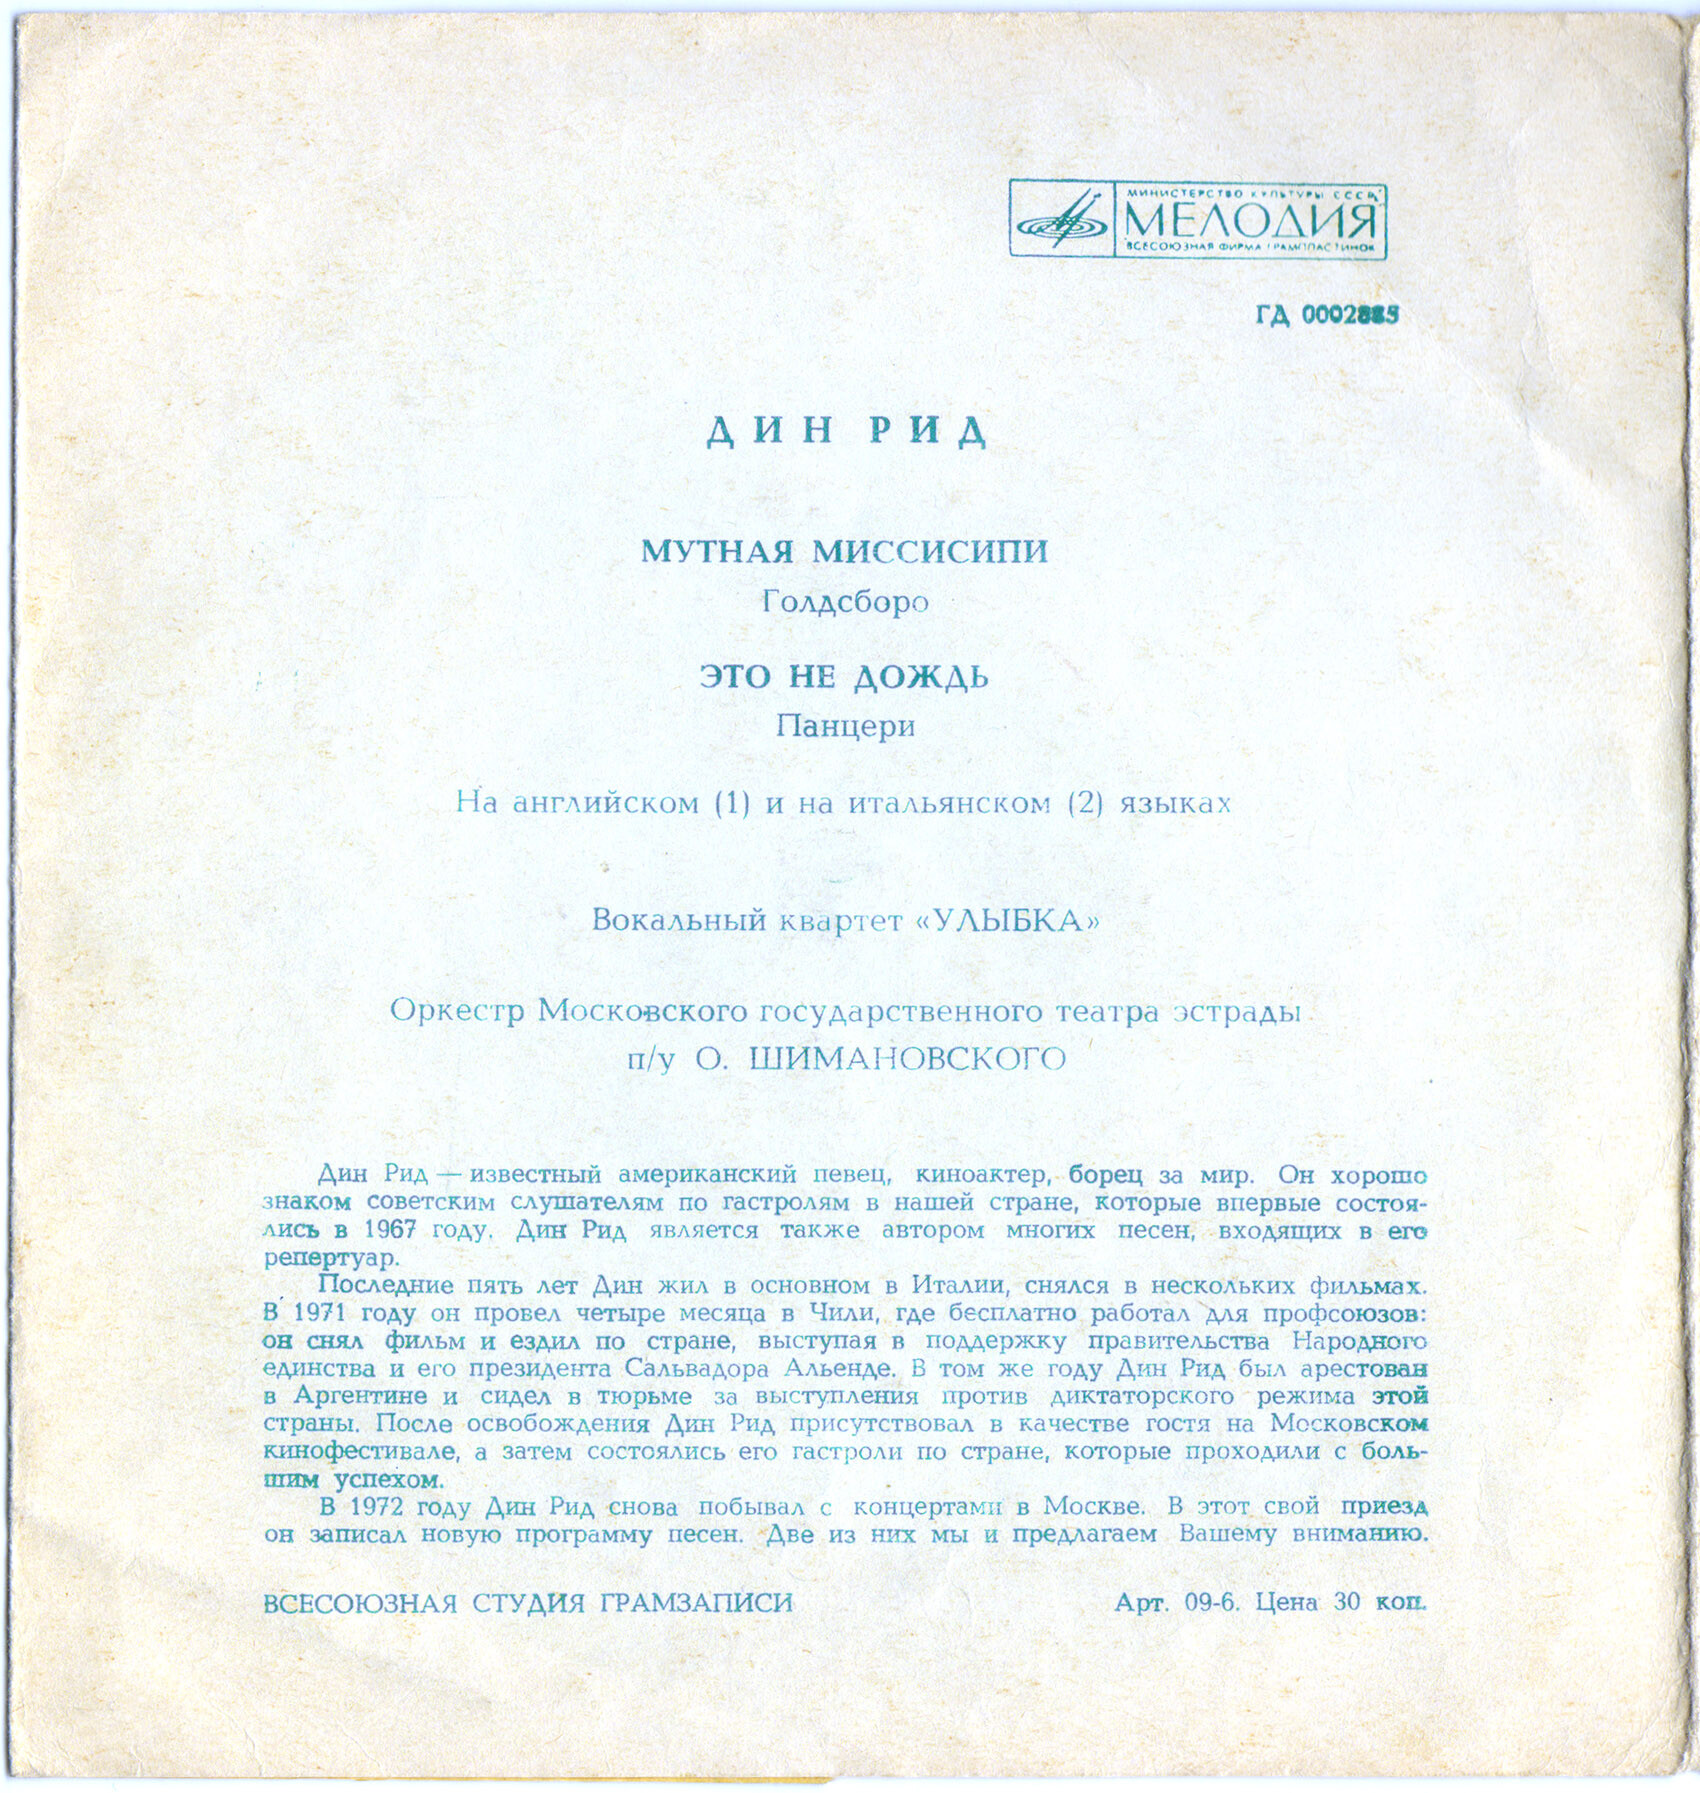 МИНИСТЕРСТВО КУЛЬТУРЫ СССР
МЕЛОДИЯ
ВСЕСОЮЗНАЯ ФИРМА ГРАМПЛАСТИНОК
ГД
ДИН РИД
МУТНАЯ МИССИСИПИ
Голдсборо
ЭТО НЕ ДОЖДЬ
Панцери
На английском (1) и на итальянском (2) языках
Вокальный квартет «УЛЫБКА»
Оркестр Московского государственного театра эстрады
п/у О. ШИМАНОВСКОГО
Дин Рид — известный американский певец, киноактер, борец за мир. Он хорошо
знаком советским слушателям по гастролям в нашей стране, которые впервые состоя-
лись в 1967 году. Дин Рид является также автором многих песен, входящих в его
репертуар.
Последние пять лет Дин жил в основном в Италии, снялся в нескольких фильмах.
В 1971 году он провел четыре месяца в Чили, где бесплатно работал для профсоюзов:
он снял фильм и ездил по стране, выступая в поддержку правительства Народного
единства и его президента Сальвадора Альенде. В том же году Дин Рид был арестован
в Аргентине и сидел в тюрьме за выступления против диктаторского режима этой
страны. После освобождения Дин Рид присутствовал в качестве гостя на Московском
кинофестивале, а затем состоялись его гастроли по стране, которые проходили с боль-
шим успехом.
В 1972 году Дин Рид снова побывал с концертами в Москве. В этот свой приезд
он записал новую программу песен. Две из них мы и предлагаем Вашему вниманию.
ВСЕСОЮЗНАЯ СТУДИЯ ГРАМЗАПИСИ
Арт. 09-6. Цена 30 коп.